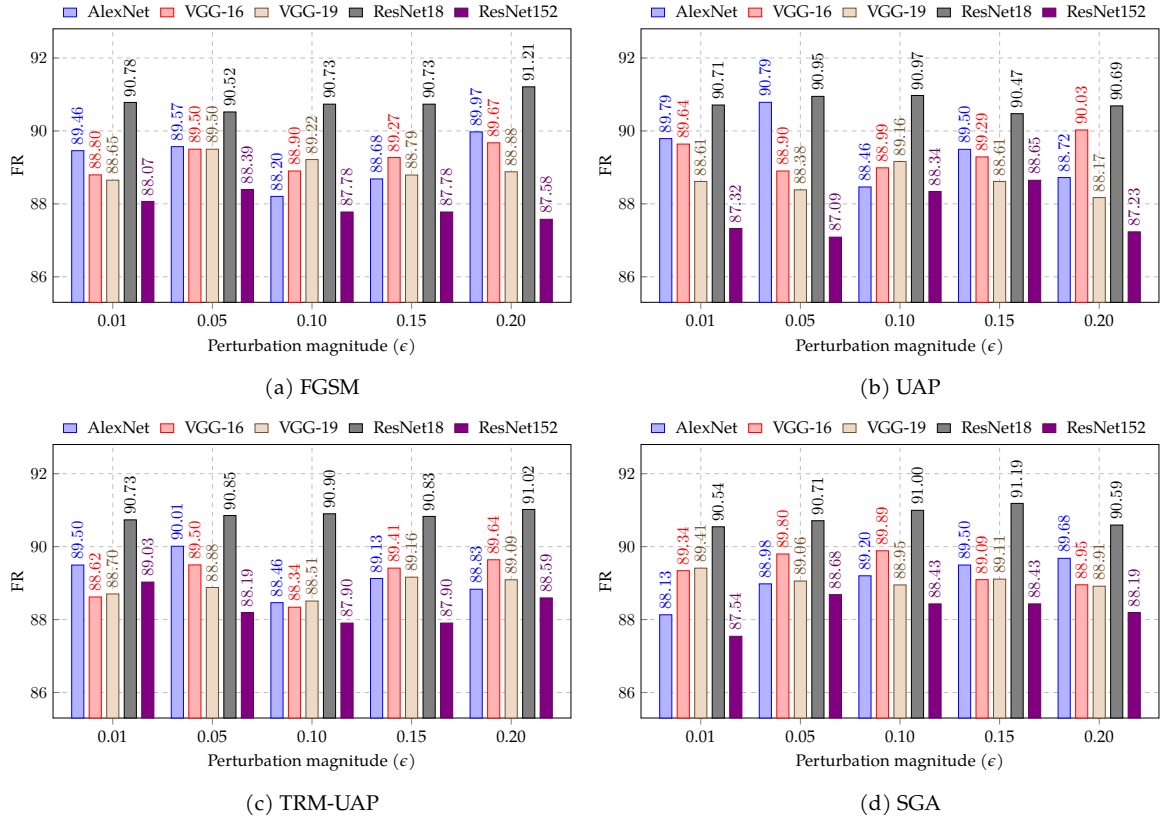 AlexNet VGG-16 VGG-19 ResNet18 ResNet152
92
90
88
86
FR
89.46 88.80 88.65 90.78 88.07
89.57 89.50 89.50 90.52 88.39
88.20 88.90 89.22 90.73 87.78
88.68 89.27 88.79 90.73 87.78
89.97 89.67 88.88 91.21 87.58
0.01 0.05 0.10 0.15 0.20
Perturbation magnitude (ϵ)
(a) FGSM
AlexNet VGG-16 VGG-19 ResNet18 ResNet152
92
90
88
86
FR
89.79 89.64 88.61 90.71 87.32
90.79 88.90 88.38 90.95 87.09
88.46 88.99 89.16 90.97 88.34
89.50 89.29 88.61 90.47 88.65
88.72 90.03 88.17 90.69 87.23
0.01 0.05 0.10 0.15 0.20
Perturbation magnitude (ϵ)
(b) UAP
AlexNet VGG-16 VGG-19 ResNet18 ResNet152
92
90
88
86
FR
89.50 88.62 88.70 90.73 89.03
90.01 89.50 88.88 90.85 88.19
88.46 88.34 88.51 90.90 87.90
89.13 89.41 89.16 90.83 87.90
88.83 89.64 89.09 91.02 88.59
0.01 0.05 0.10 0.15 0.20
Perturbation magnitude (ϵ)
(c) TRM-UAP
AlexNet VGG-16 VGG-19 ResNet18 ResNet152
92
90
88
86
FR
88.13 89.34 89.41 90.54 87.54
88.98 89.80 89.06 90.71 88.68
89.20 89.89 88.95 91.00 88.43
89.50 89.09 89.11 91.19 88.43
89.68 88.95 88.91 90.59 88.19
0.01 0.05 0.10 0.15 0.20
Perturbation magnitude (ϵ)
(d) SGA